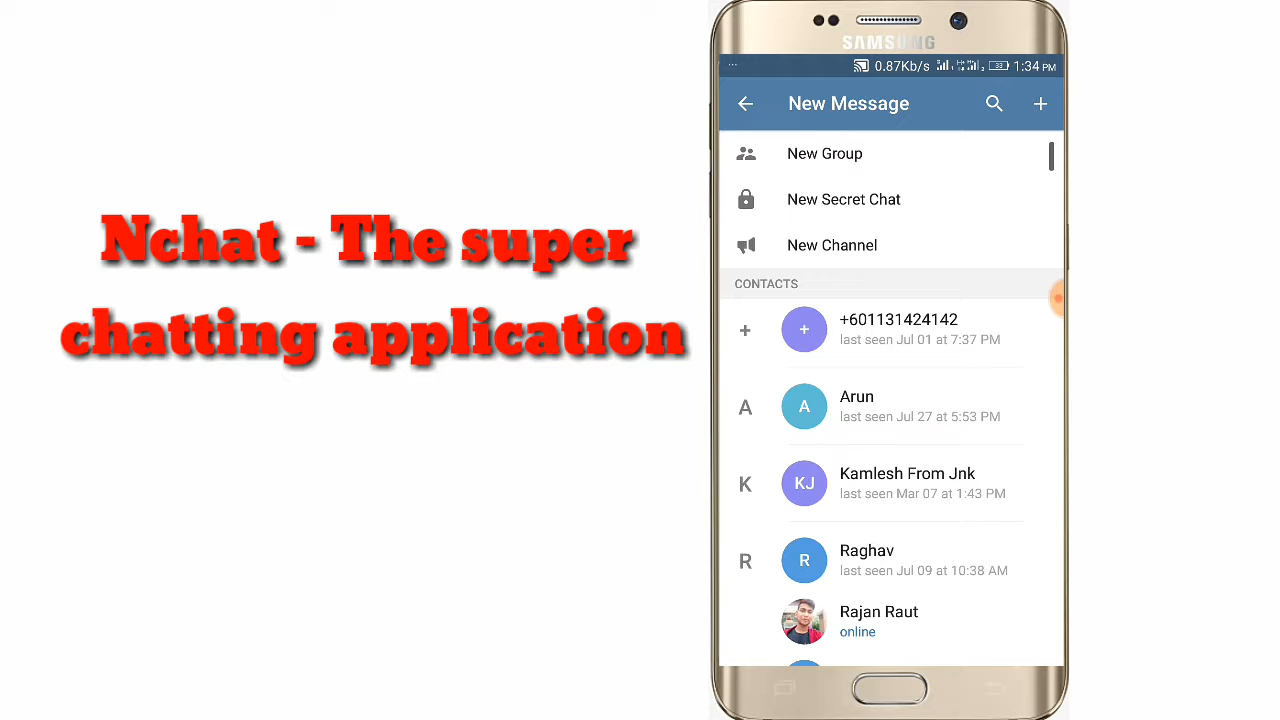 Nchat - The super
chatting application
SAMSUNG
... 0.87Kb/s 33 1:34 PM
New Message
New Group
New Secret Chat
New Channel
CONTACTS
+ + +601131424142
last seen Jul 01 at 7:37 PM
A A Arun
last seen Jul 27 at 5:53 PM
K KJ Kamlesh From Jnk
last seen Mar 07 at 1:43 PM
R R Raghav
last seen Jul 09 at 10:38 AM
Rajan Raut
online